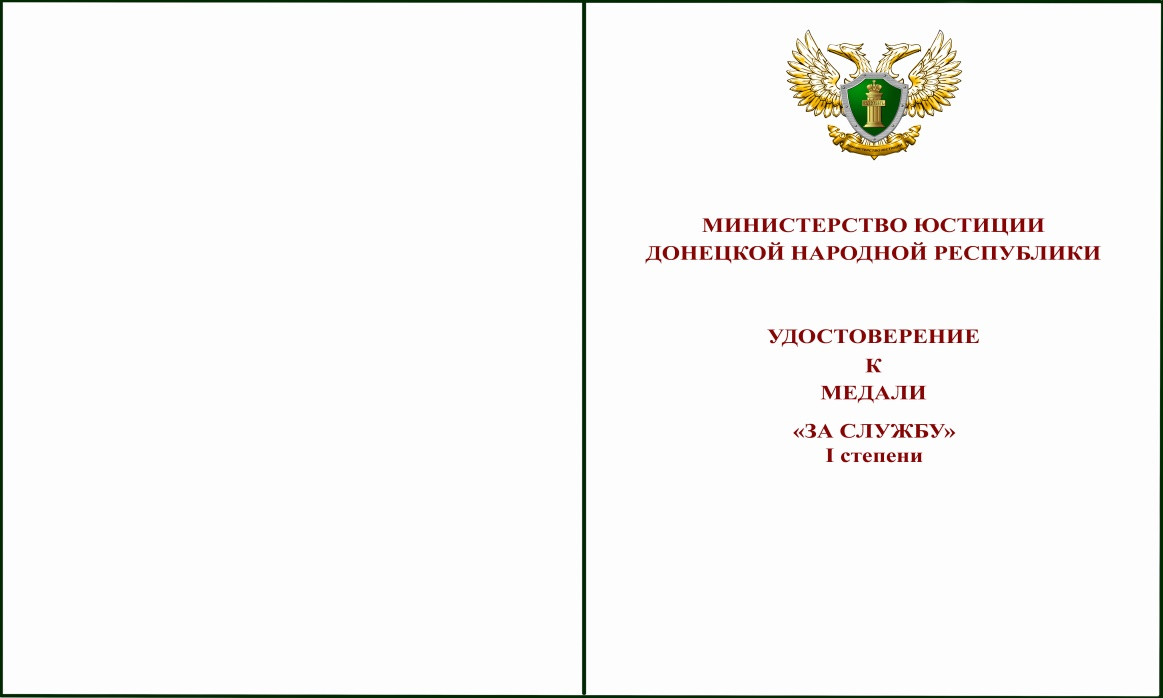 МИНИСТЕРСТВО ЮСТИЦИИ
ДОНЕЦКОЙ НАРОДНОЙ РЕСПУБЛИКИ
УДОСТОВЕРЕНИЕ
К
МЕДАЛИ
«ЗА СЛУЖБУ»
I степени